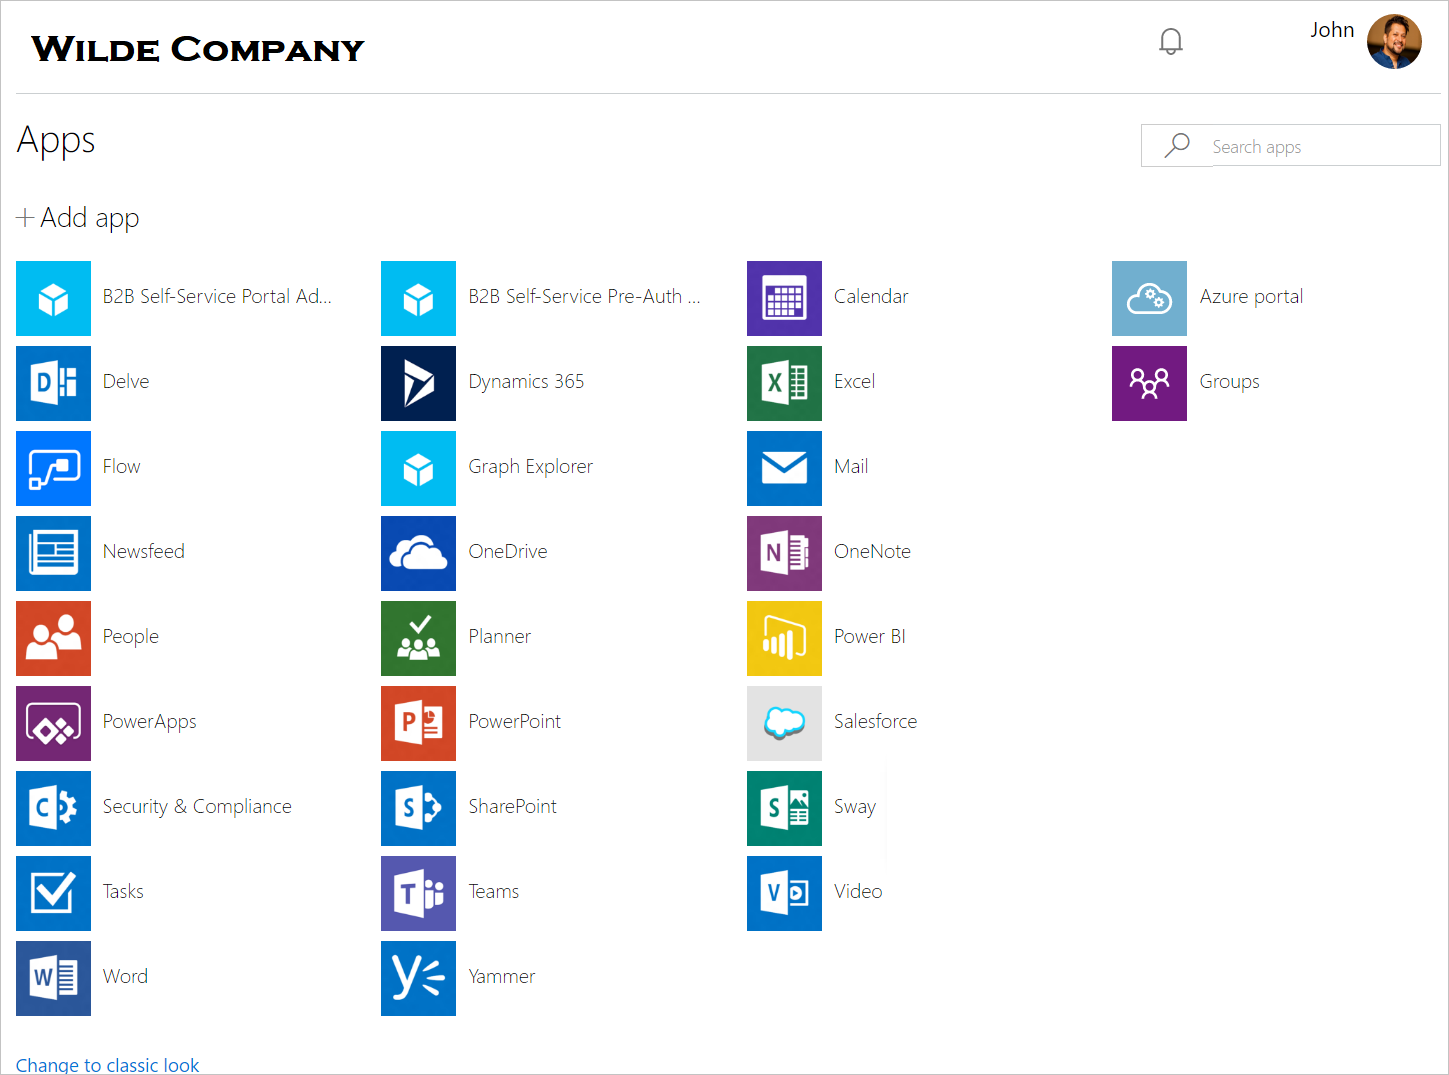 WILDE COMPANY
John
Apps
Search apps
Add app
B2B Self-Service Portal Ad...
B2B Self-Service Pre-Auth ...
Calendar
Azure portal
Delve
Dynamics 365
Excel
Groups
Flow
Graph Explorer
Mail
Newsfeed
OneDrive
OneNote
People
Planner
Power BI
PowerApps
PowerPoint
Salesforce
Security & Compliance
SharePoint
Sway
Tasks
Teams
Video
Word
Yammer
Change to classic look